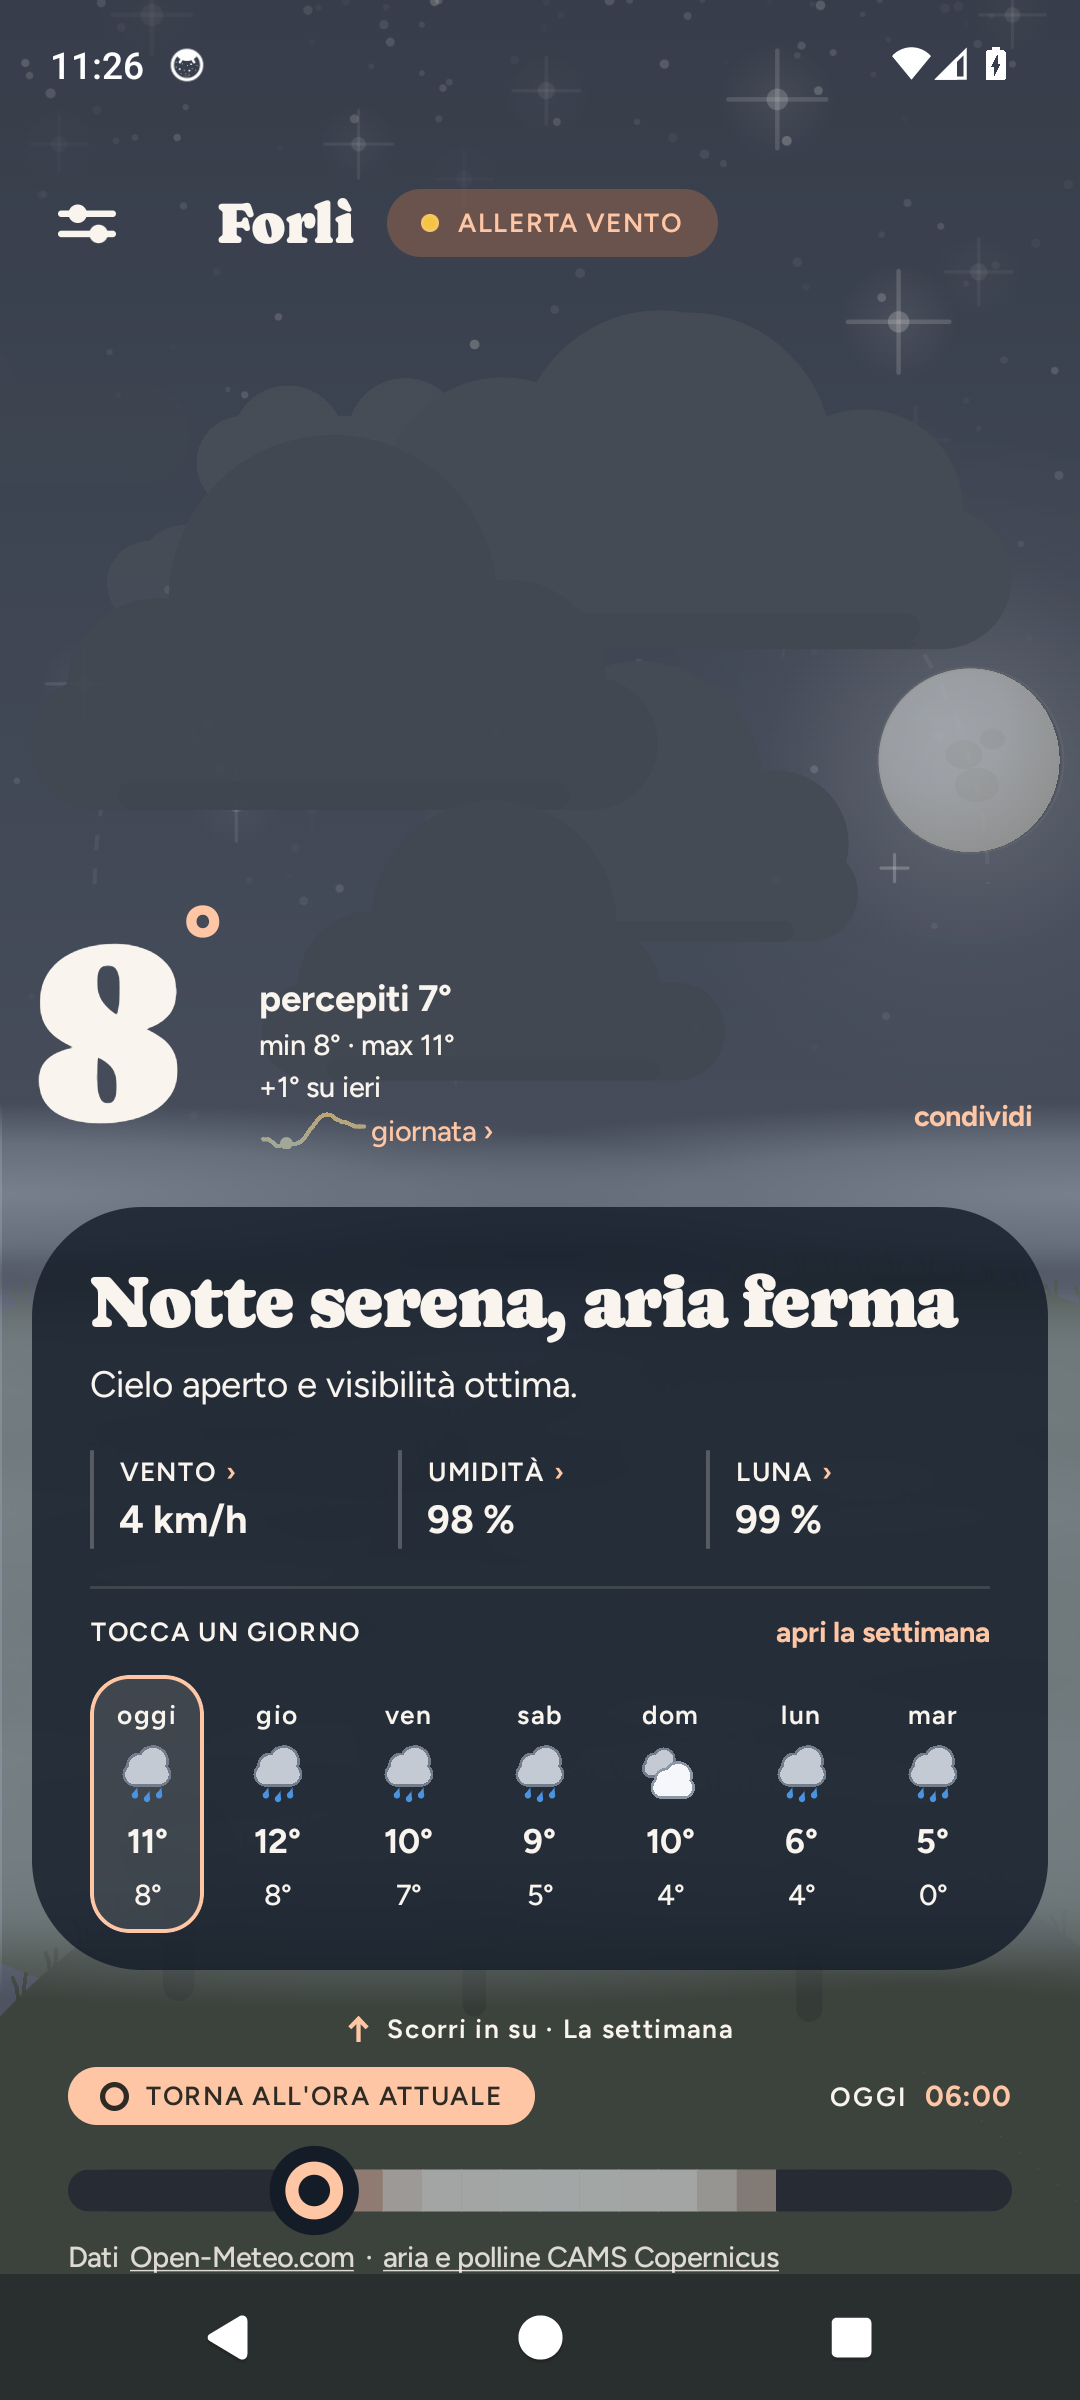 11:26
Forlì
ALLERTA VENTO
8°
percepiti 7°
min 8° · max 11°
+1° su ieri
giornata ›
condividi
Notte serena, aria ferma
Cielo aperto e visibilità ottima.
VENTO › UMIDITÀ › LUNA ›
4 km/h 98 % 99 %
TOCCA UN GIORNO apri la settimana
oggi gio ven sab dom lun mar
11° 12° 10° 9° 10° 6° 5°
8° 8° 7° 5° 4° 4° 0°
↑ Scorri in su · La settimana
TORNA ALL'ORA ATTUALE OGGI 06:00
Dati Open-Meteo.com · aria e polline CAMS Copernicus